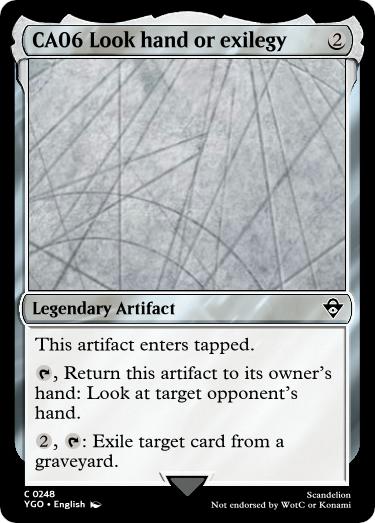 CA06 Look hand or exilegy 2
Legendary Artifact
This artifact enters tapped.
, Return this artifact to its owner's
hand: Look at target opponent's
hand.
2, : Exile target card from a
graveyard.
C 0248
YGO • English
Scandelion
Not endorsed by WotC or Konami